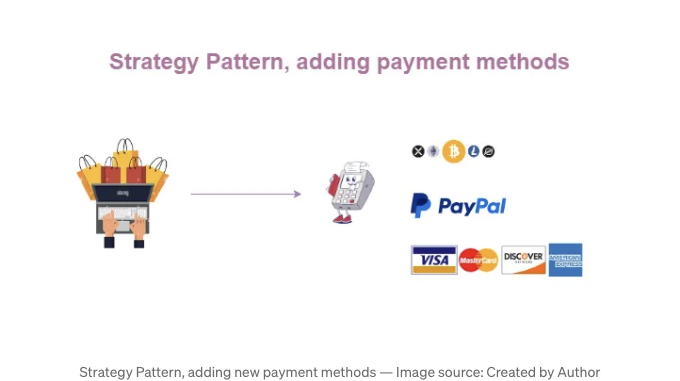 Strategy Pattern, adding payment methods
PayPal
VISA
MasterCard
DISCOVER
NETWORK
AMERICAN
EXPRESS
Strategy Pattern, adding new payment methods — Image source: Created by Author